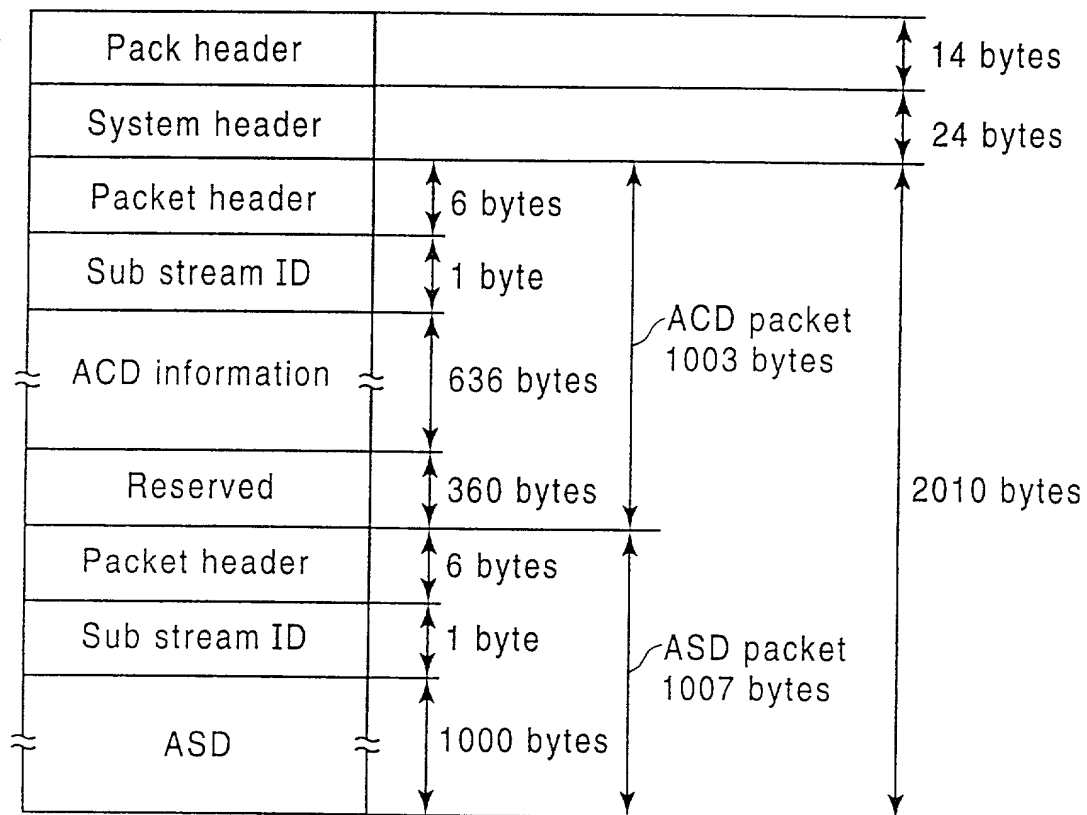 Pack header
14 bytes
System header
24 bytes
Packet header
6 bytes
Sub stream ID
1 byte
ACD packet
1003 bytes
ACD information
636 bytes
Reserved
360 bytes
2010 bytes
Packet header
6 bytes
Sub stream ID
1 byte
ASD packet
1007 bytes
ASD
1000 bytes